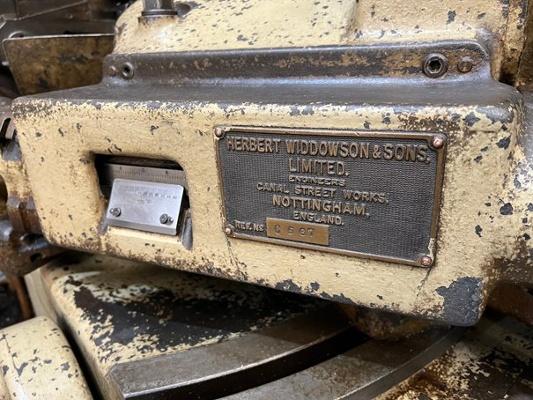 HERBERT WIDDOWSON & SONS.
LIMITED.
ENGINEERS
CANAL STREET WORKS,
NOTTINGHAM.
ENGLAND.
REF. No.